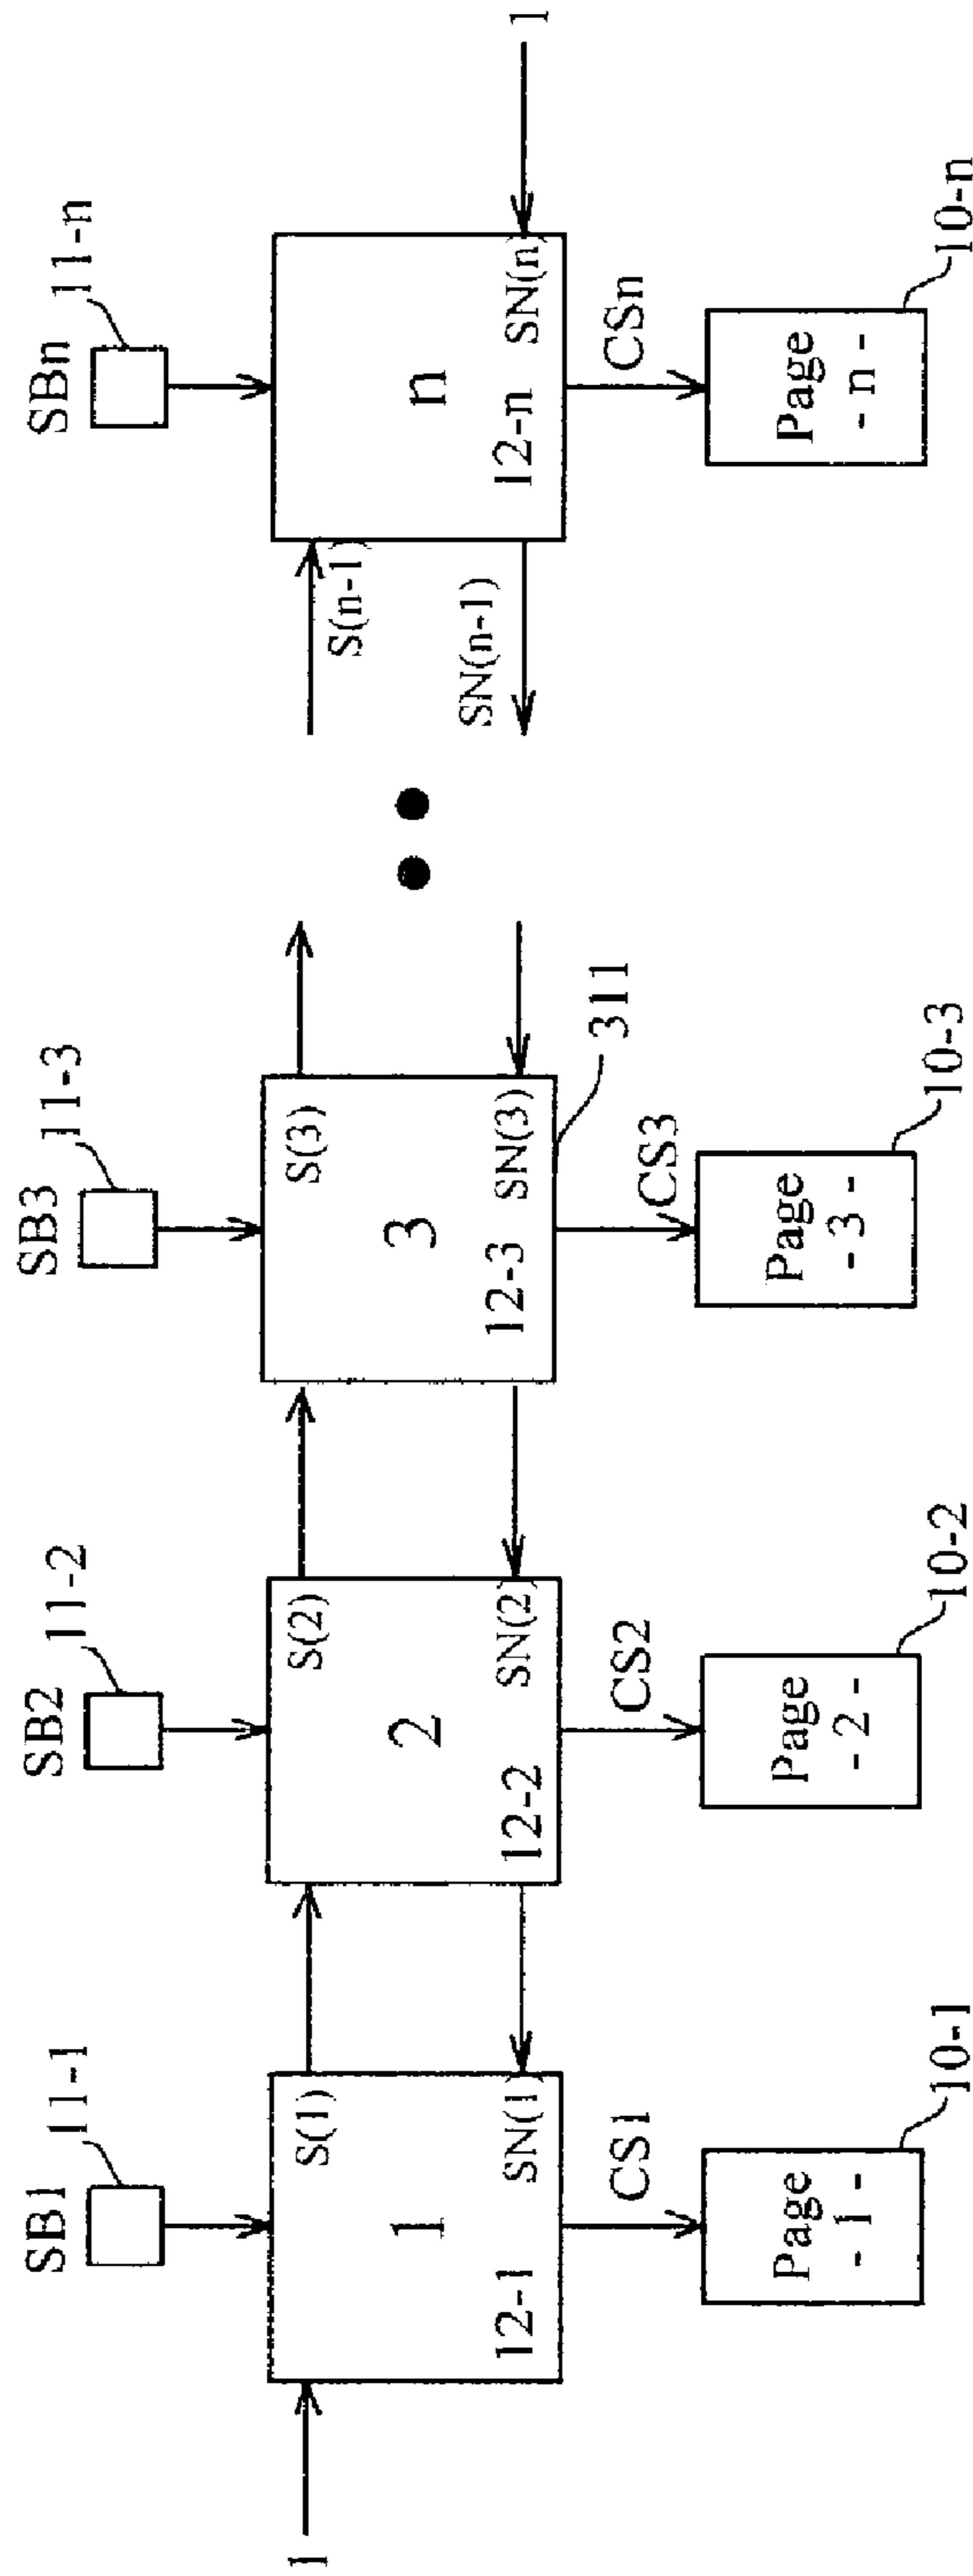 SB1
11-1
SB2
11-2
SB3
11-3
SBn
11-n
1
S(1)
1
12-1
SN(1)
S(2)
2
12-2
SN(2)
S(3)
3
12-3
SN(3)
311
S(n-1)
SN(n-1)
n
12-n
SN(n)
1
CS1
CS2
CS3
CSn
Page
- 1 -
10-1
Page
- 2 -
10-2
Page
- 3 -
10-3
Page
- n -
10-n